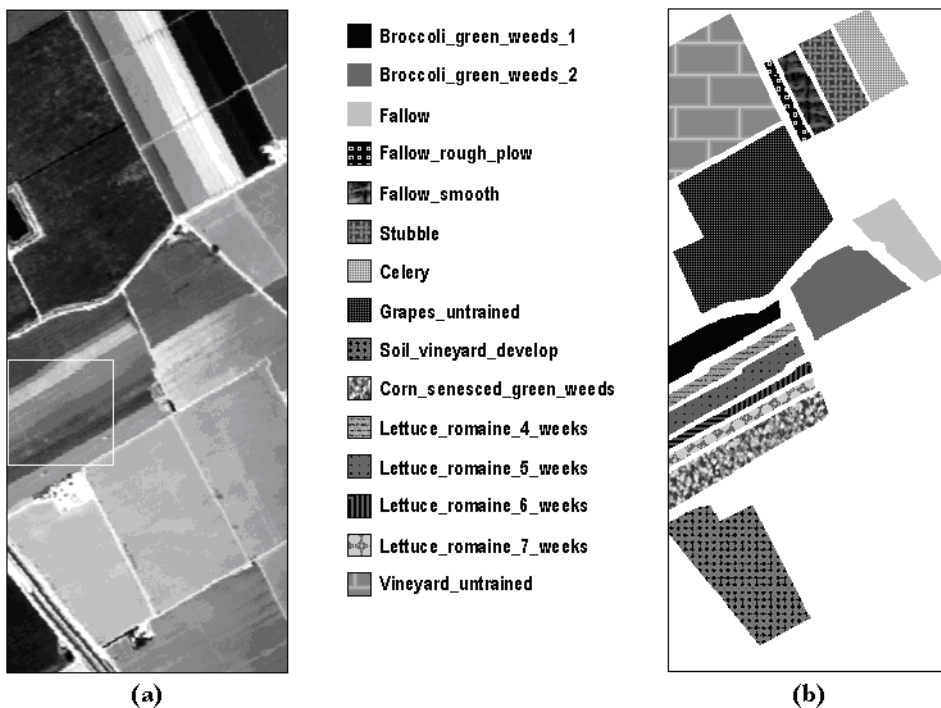 Broccoli_green_weeds_1
Broccoli_green_weeds_2
Fallow
Fallow_rough_plow
Fallow_smooth
Stubble
Celery
Grapes_untrained
Soil_vineyard_develop
Corn_senesced_green_weeds
Lettuce_romaine_4_weeks
Lettuce_romaine_5_weeks
Lettuce_romaine_6_weeks
Lettuce_romaine_7_weeks
Vineyard_untrained
(a)
(b)